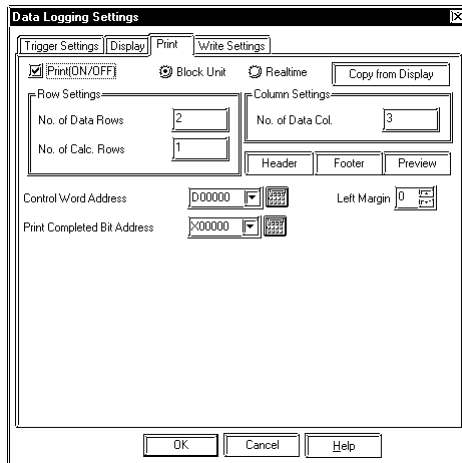 Data Logging Settings
Trigger Settings Display Print Write Settings
Print(ON/OFF) Block Unit Realtime Copy from Display
Row Settings Column Settings
No. of Data Rows 2 No. of Data Col. 3
No. of Calc. Rows 1
Header Footer Preview
Control Word Address D00000 Left Margin 0
Print Completed Bit Address X00000
OK Cancel Help